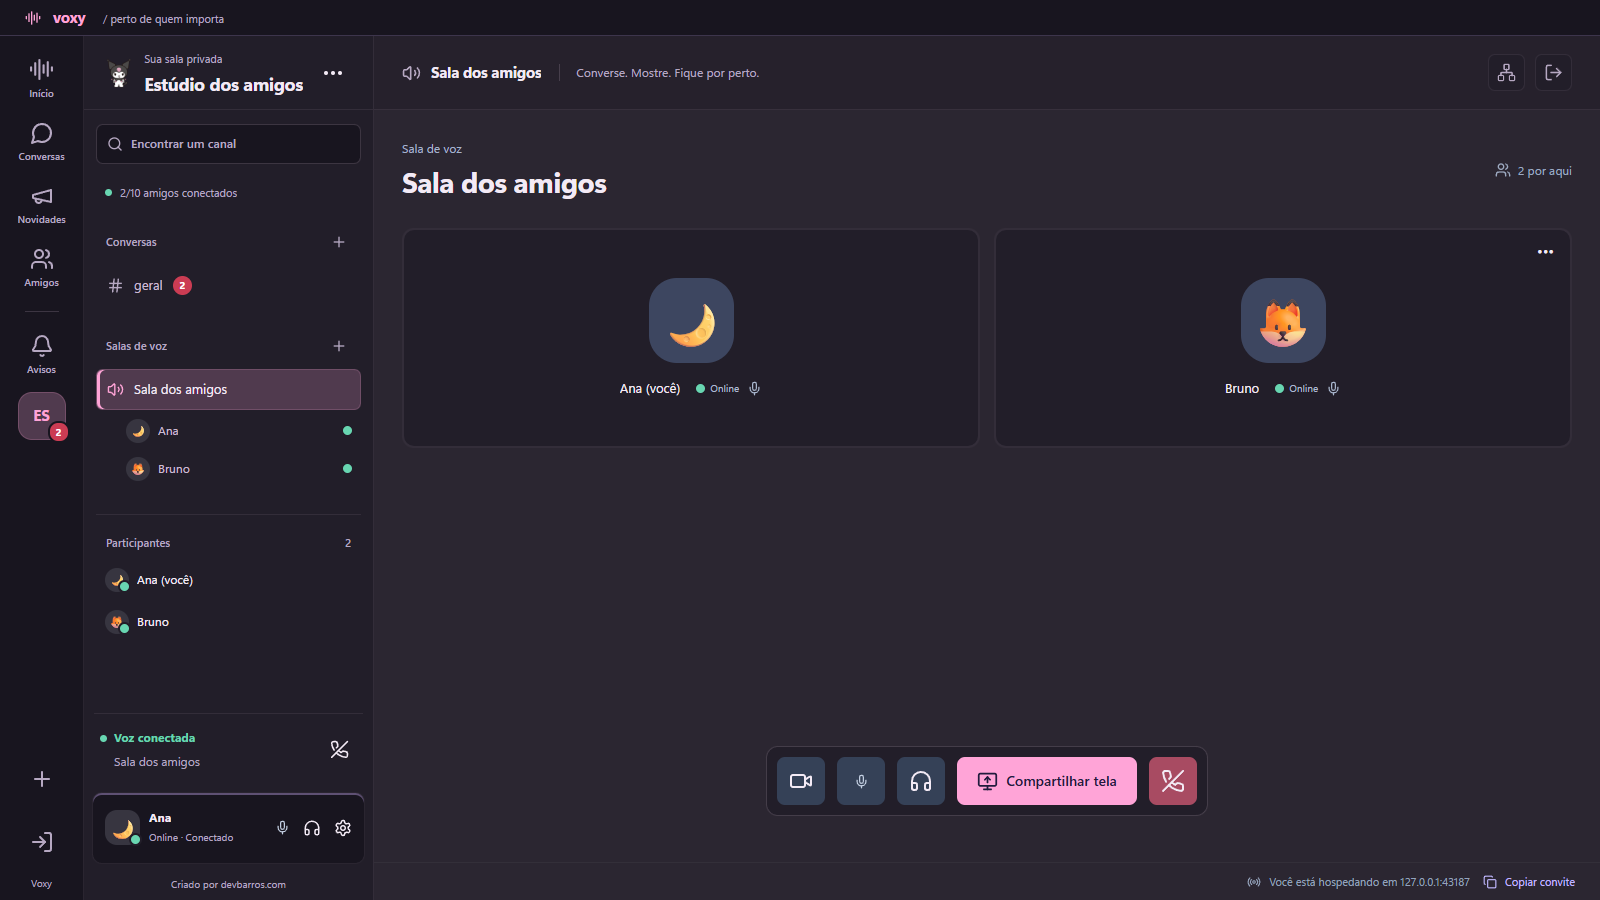 voxy / perto de quem importa
Início
Conversas
Novidades
Amigos
Avisos
ES
2
Voxy
Sua sala privada
Estúdio dos amigos
Encontrar um canal
2/10 amigos conectados
Conversas
# geral 2
Salas de voz
Sala dos amigos
Ana
Bruno
Participantes 2
Ana (você)
Bruno
Voz conectada
Sala dos amigos
Ana
Online · Conectado
Criado por devbarros.com
Sala dos amigos Converse. Mostre. Fique por perto.
Sala de voz
Sala dos amigos
2 por aqui
Ana (você) Online
Bruno Online
Compartilhar tela
Você está hospedando em 127.0.0.1:43187 Copiar convite